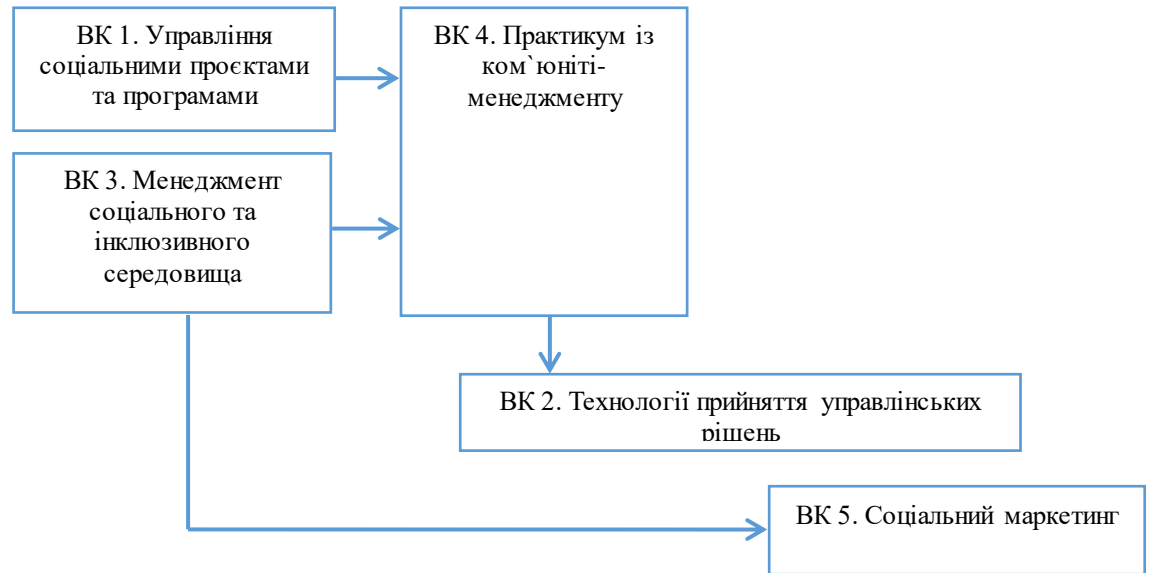 ВК 1. Управління
соціальними проєктами
та програмами
ВК 4. Практикум із
ком`юніті-
менеджменту
ВК 3. Менеджмент
соціального та
інклюзивного
середовища
ВК 2. Технології прийняття управлінських
рішень
ВК 5. Соціальний маркетинг